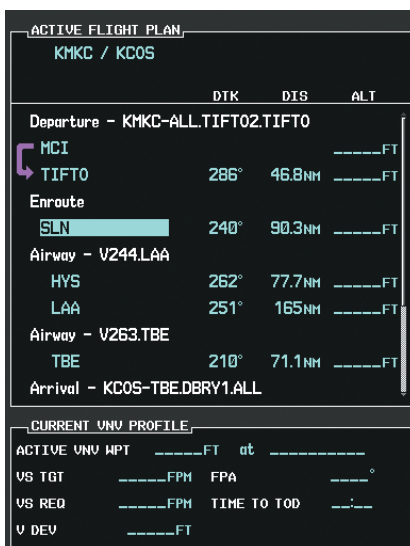 ACTIVE FLIGHT PLAN
KMKC / KCOS
DTK DIS ALT
Departure - KMKC-ALL.TIFTO2.TIFTO
MCI _____FT
TIFTO 286° 46.8NM _____FT
Enroute
SLN 240° 90.3NM _____FT
Airway - V244.LAA
HYS 262° 77.7NM _____FT
LAA 251° 165NM _____FT
Airway - V263.TBE
TBE 210° 71.1NM _____FT
Arrival - KCOS-TBE.DBRY1.ALL
CURRENT VNV PROFILE
ACTIVE VNV WPT _____FT at __________
VS TGT _____FPM FPA ____°
VS REQ _____FPM TIME TO TOD __:__
V DEV _____FT